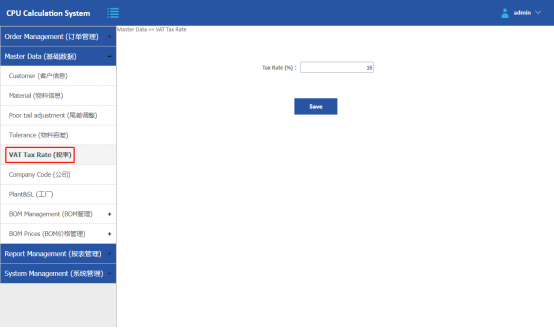 CPU Calculation System
admin
Order Management (订单管理) +
Master Data >> VAT Tax Rate
Master Data (基础数据) -
Tax Rate (%) : 16
Customer (客户信息)
Material (物料信息)
Save
Poor tail adjustment (尾差调整)
Tolerance (物料容差)
VAT Tax Rate (税率)
Company Code (公司)
Plant&SL (工厂)
BOM Management (BOM管理) +
BOM Prices (BOM价格管理) +
Report Management (报表管理) +
System Management (系统管理) +